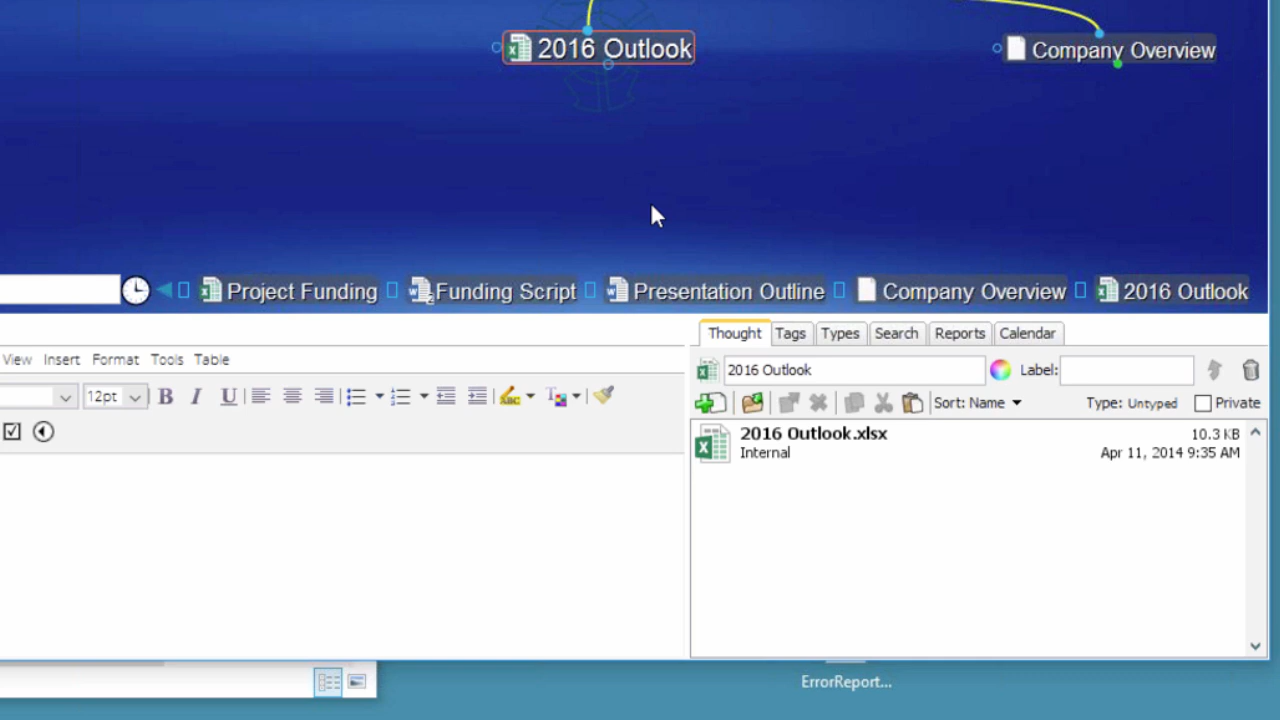 2016 Outlook
Company Overview
Project Funding Funding Script Presentation Outline Company Overview 2016 Outlook
Thought Tags Types Search Reports Calendar
View Insert Format Tools Table
2016 Outlook Label:
12pt B I U ABC T
Sort: Name Type: Untyped Private
2016 Outlook.xlsx 10.3 KB
Internal Apr 11, 2014 9:35 AM
ErrorReport...